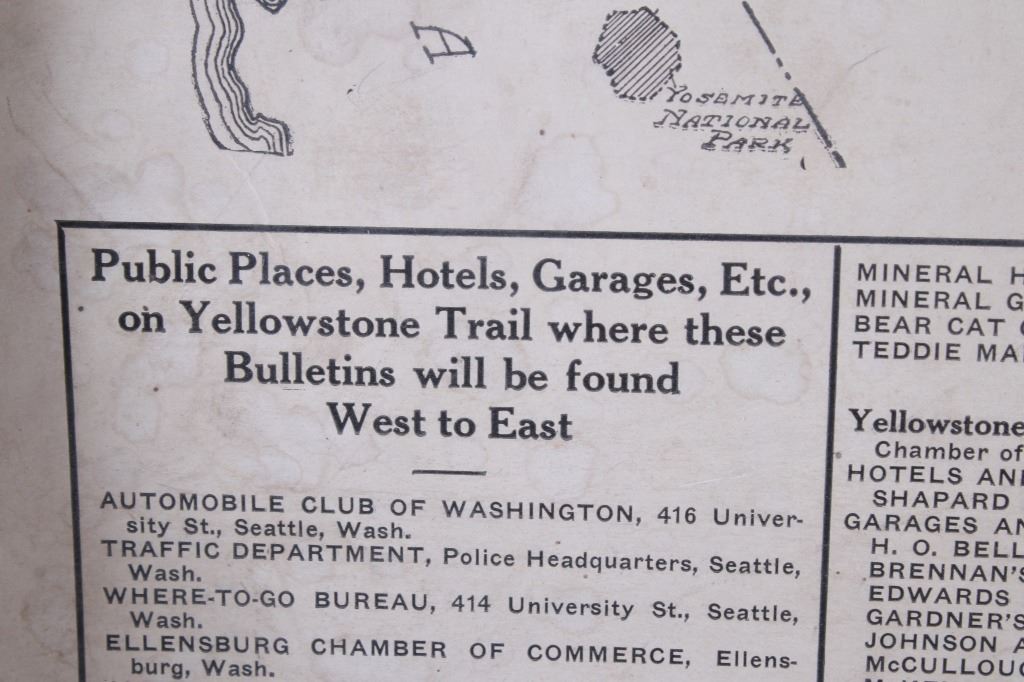 YOSEMITE
NATIONAL
PARK
Public Places, Hotels, Garages, Etc.,
on Yellowstone Trail where these
Bulletins will be found
West to East
AUTOMOBILE CLUB OF WASHINGTON, 416 Univer-
sity St., Seattle, Wash.
TRAFFIC DEPARTMENT, Police Headquarters, Seattle,
Wash.
WHERE-TO-GO BUREAU, 414 University St., Seattle,
Wash.
ELLENSBURG CHAMBER OF COMMERCE, Ellens-
burg, Wash.
MINERAL H
MINERAL G
BEAR CAT
TEDDIE MA
Yellowstone
Chamber of
HOTELS AN
SHAPARD
GARAGES AN
H. O. BELL
BRENNAN'S
EDWARDS
GARDNER'S
JOHNSON A
McCULLOUG